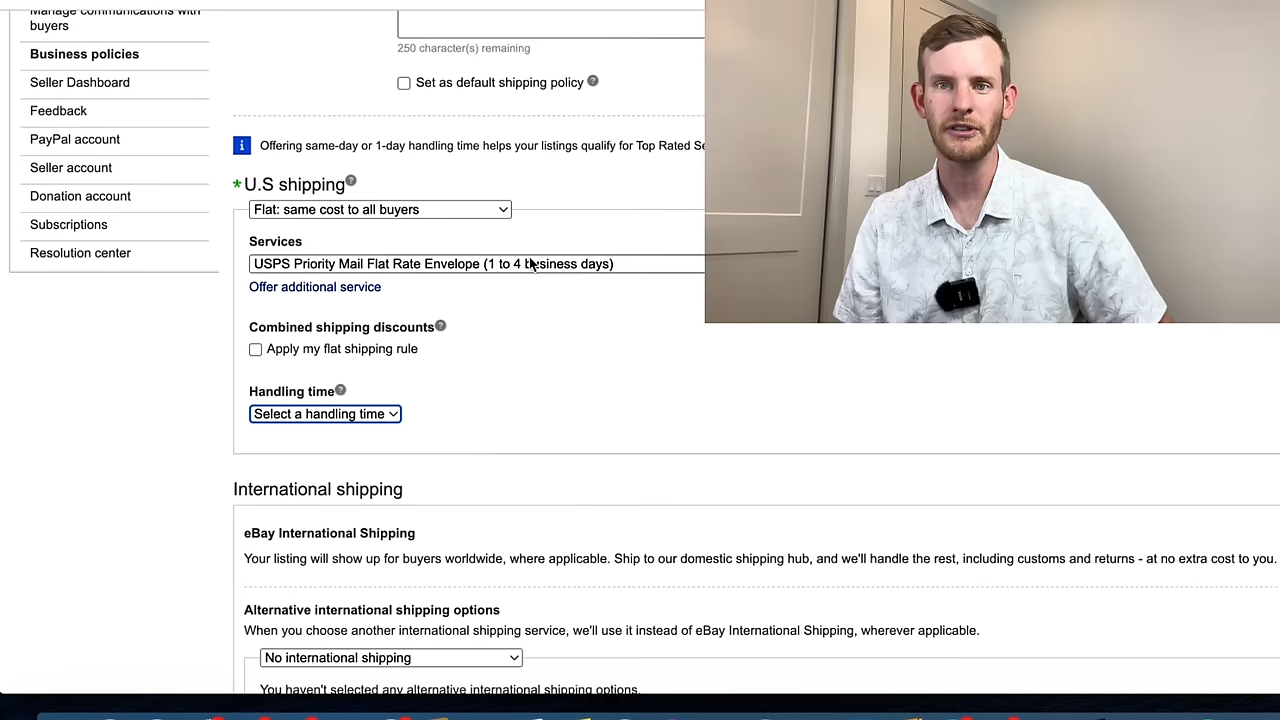 Manage communications with
buyers
Business policies
Seller Dashboard
Feedback
PayPal account
Seller account
Donation account
Subscriptions
Resolution center
250 character(s) remaining
Set as default shipping policy
Offering same-day or 1-day handling time helps your listings qualify for Top Rated Se
* U.S shipping
Flat: same cost to all buyers
Services
USPS Priority Mail Flat Rate Envelope (1 to 4 business days)
Offer additional service
Combined shipping discounts
Apply my flat shipping rule
Handling time
Select a handling time
International shipping
eBay International Shipping
Your listing will show up for buyers worldwide, where applicable. Ship to our domestic shipping hub, and we'll handle the rest, including customs and returns - at no extra cost to you.
Alternative international shipping options
When you choose another international shipping service, we'll use it instead of eBay International Shipping, wherever applicable.
No international shipping
You haven't selected any alternative international shipping options.